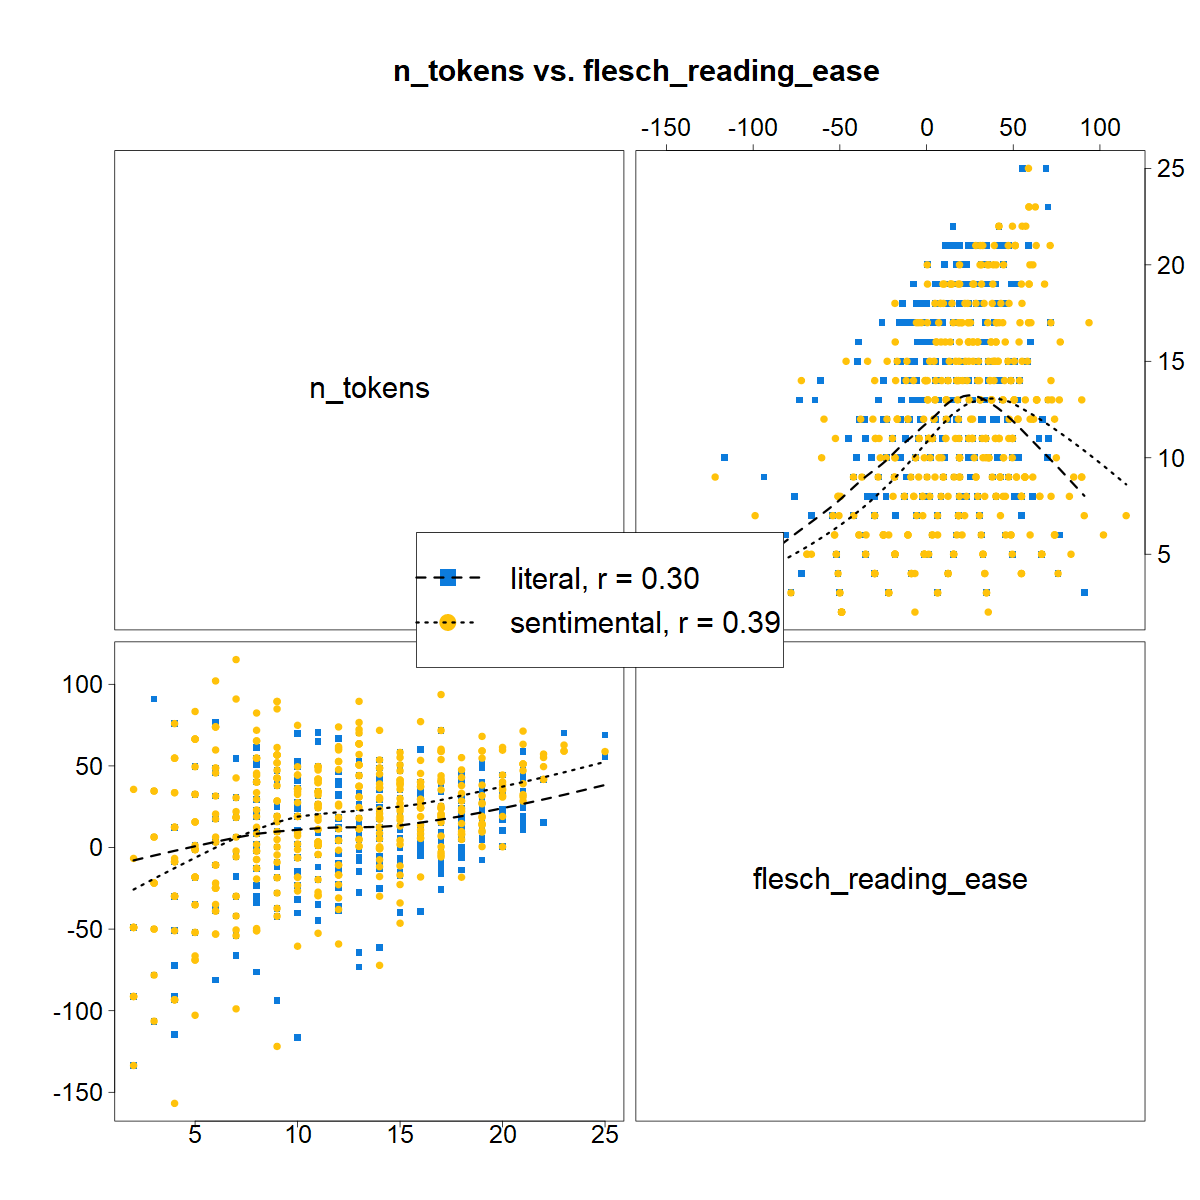 n_tokens vs. flesch_reading_ease
-150 -100 -50 0 50 100
n_tokens
25
20
15
10
5
literal, r = 0.30
sentimental, r = 0.39
100
50
0
-50
-100
-150
flesch_reading_ease
5 10 15 20 25